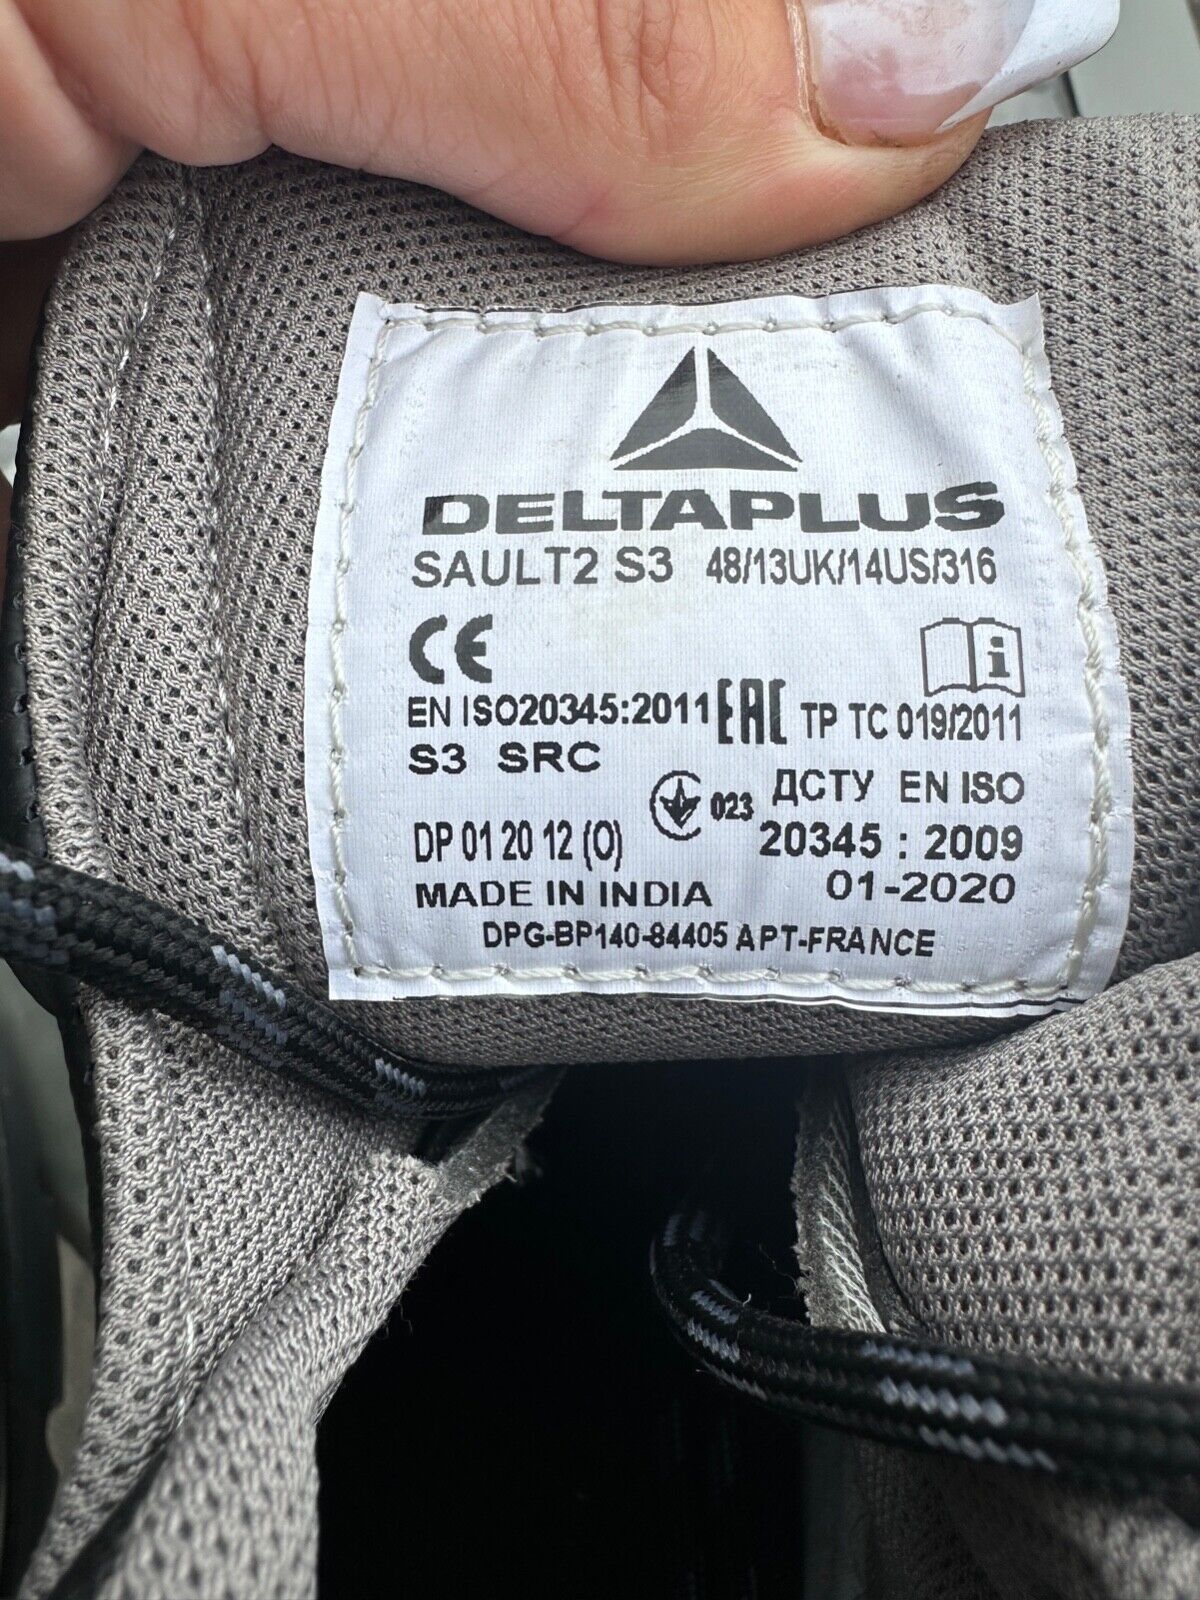 DELTAPLUS
SAULT2 S3 48/13UK/14US/316
CE
EN ISO20345:2011 EAC TP TC 019/2011
S3 SRC
023 ДСТУ EN ISO
DP 01 20 12 (O) 20345 : 2009
MADE IN INDIA 01-2020
DPG-BP140-84405 APT-FRANCE